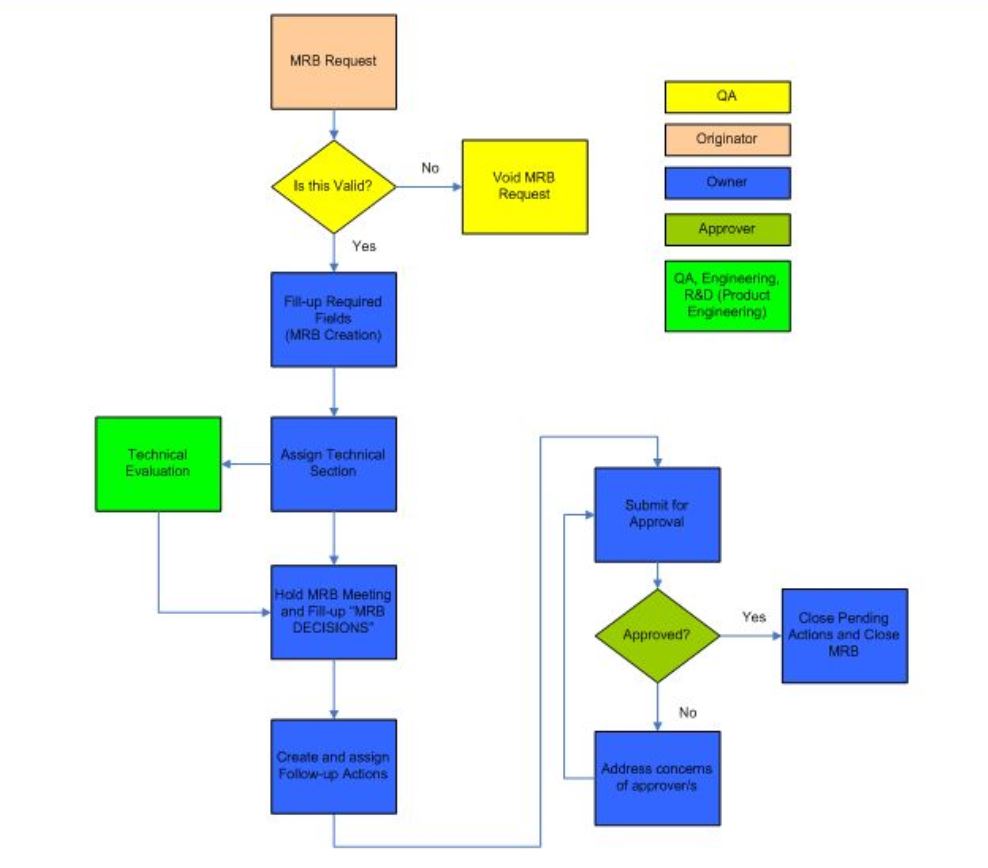 MRB Request
Is this Valid?
No
Void MRB
Request
Yes
Fill-up Required
Fields
(MRB Creation)
Technical
Evaluation
Assign Technical
Section
Hold MRB Meeting
and Fill-up "MRB
DECISIONS"
Create and assign
Follow-up Actions
QA
Originator
Owner
Approver
QA, Engineering,
R&D (Product
Engineering)
Submit for
Approval
Approved?
Yes
Close Pending
Actions and Close
MRB
No
Address concerns
of approver/s